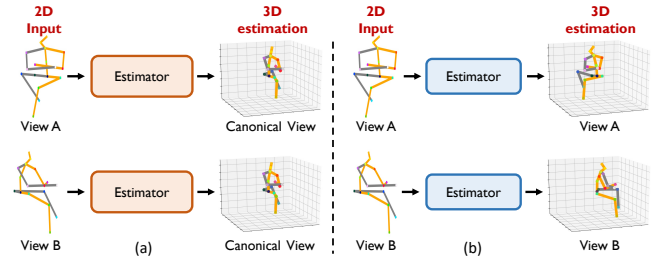 2D
Input
3D
estimation
Estimator
View A
Canonical View
Estimator
View B
(a)
Canonical View
2D
Input
3D
estimation
Estimator
View A
View A
Estimator
View B
(b)
View B